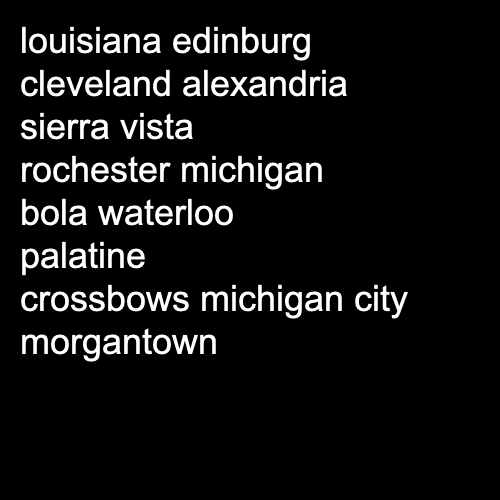 louisiana edinburg
cleveland alexandria
sierra vista
rochester michigan
bola waterloo
palatine
crossbows michigan city
morgantown